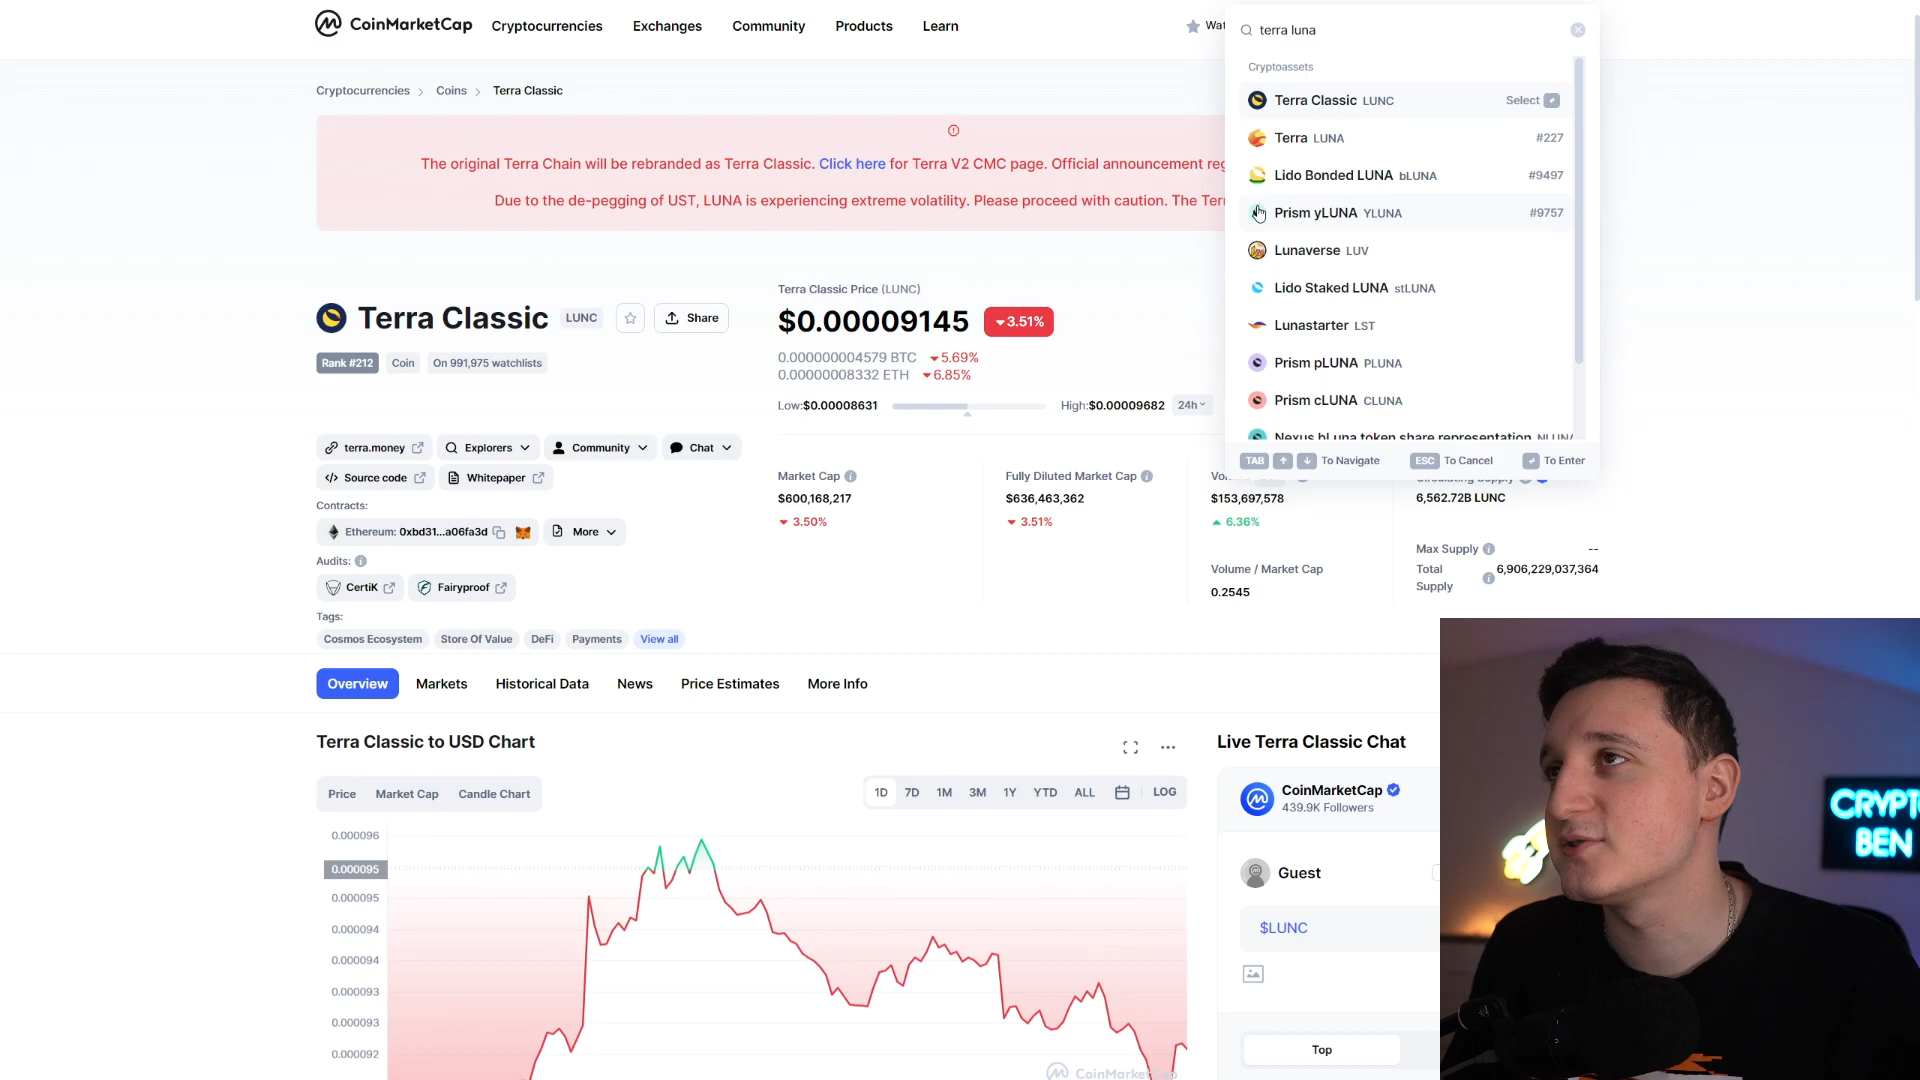 CoinMarketCap
Cryptocurrencies
Exchanges
Community
Products
Learn
terra luna
Cryptoassets
Terra Classic LUNC
Select
Terra LUNA
#227
Lido Bonded LUNA bLUNA
#9497
Prism yLUNA YLUNA
#9757
Lunaverse LUV
Lido Staked LUNA stLUNA
Lunastarter LST
Prism pLUNA PLUNA
Prism cLUNA CLUNA
Nexus bLuna token share representation
TAB
To Navigate
ESC
To Cancel
To Enter
Cryptocurrencies
Coins
Terra Classic
The original Terra Chain will be rebranded as Terra Classic. Click here for Terra V2 CMC page. Official announcement
Due to the de-pegging of UST, LUNA is experiencing extreme volatility. Please proceed with caution. The
Terra Classic
LUNC
Share
Rank #212
Coin
On 991,975 watchlists
Terra Classic Price (LUNC)
$0.00009145
3.51%
0.000000004579 BTC
5.69%
0.00000008332 ETH
6.85%
Low:$0.00008631
High:$0.00009682
24h
terra.money
Explorers
Community
Chat
Source code
Whitepaper
Contracts:
Ethereum: 0xbd31...a06fa3d
More
Audits:
CertiK
Fairyproof
Tags:
Cosmos Ecosystem
Store Of Value
DeFi
Payments
View all
Market Cap
$600,168,217
3.50%
Fully Diluted Market Cap
$636,463,362
3.51%
$153,697,578
6.36%
Volume / Market Cap
0.2545
Circulating Supply
6,562.72B LUNC
Max Supply
--
Total Supply
6,906,229,037,364
Overview
Markets
Historical Data
News
Price Estimates
More Info
Terra Classic to USD Chart
Price
Market Cap
Candle Chart
1D
7D
1M
3M
1Y
YTD
ALL
LOG
0.000096
0.000095
0.000095
0.000094
0.000094
0.000093
0.000093
0.000092
CoinMarketCap
Live Terra Classic Chat
CoinMarketCap
439.9K Followers
Guest
$LUNC
Top
CRYPTO
BEN